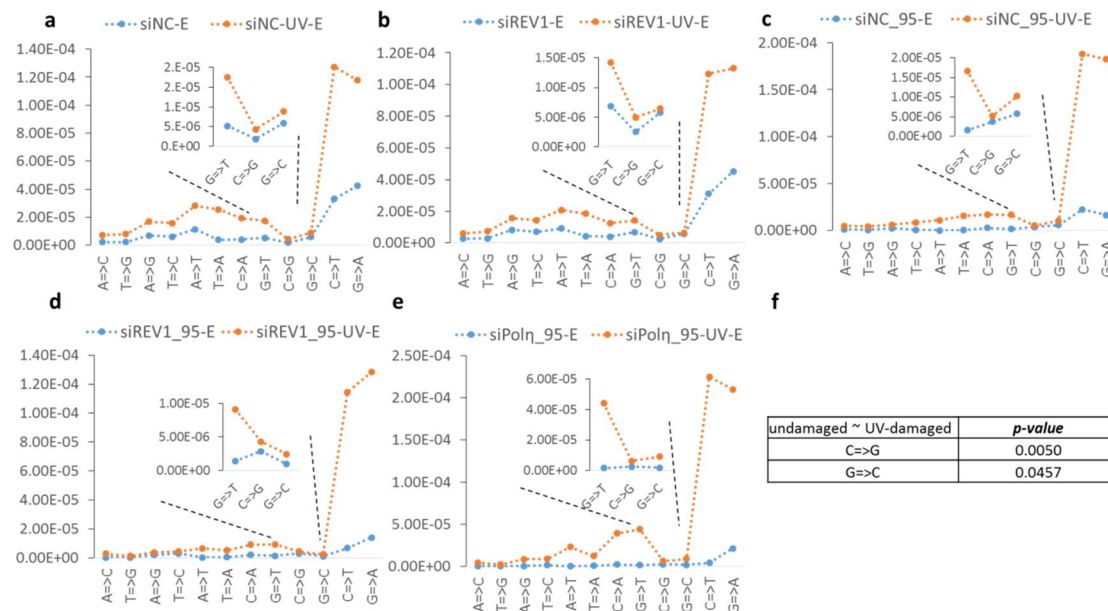 a
siNC-E siNC-UV-E
1.40E-04
1.20E-04
1.00E-04
8.00E-05
6.00E-05
4.00E-05
2.00E-05
0.00E+00
2.E-05
2.E-05
1.E-05
5.E-06
0.E+00
G=>T
C=>G
G=>C
A=>C
T=>G
A=>G
T=>C
A=>T
T=>A
C=>A
G=>T
C=>G
G=>C
C=>T
G=>A
b
siREV1-E siREV1-UV-E
1.20E-04
1.00E-04
8.00E-05
6.00E-05
4.00E-05
2.00E-05
0.00E+00
1.50E-05
1.00E-05
5.00E-06
0.00E+00
G=>T
C=>G
G=>C
A=>C
T=>G
A=>G
T=>C
A=>T
T=>A
C=>A
G=>T
C=>G
G=>C
C=>T
G=>A
c
siNC_95-E siNC_95-UV-E
2.00E-04
1.50E-04
1.00E-04
5.00E-05
0.00E+00
2.00E-05
1.50E-05
1.00E-05
5.00E-06
0.00E+00
G=>T
C=>G
G=>C
A=>C
T=>G
A=>G
T=>C
A=>T
T=>A
C=>A
G=>T
C=>G
G=>C
C=>T
G=>A
d
siREV1_95-E siREV1_95-UV-E
1.40E-04
1.20E-04
1.00E-04
8.00E-05
6.00E-05
4.00E-05
2.00E-05
0.00E+00
1.00E-05
5.00E-06
0.00E+00
G=>T
C=>G
G=>C
A=>C
T=>G
A=>G
T=>C
A=>T
T=>A
C=>A
G=>T
C=>G
G=>C
C=>T
G=>A
e
siPolη_95-E siPolη_95-UV-E
2.50E-04
2.00E-04
1.50E-04
1.00E-04
5.00E-05
0.00E+00
6.00E-05
4.00E-05
2.00E-05
0.00E+00
G=>T
C=>G
G=>C
A=>C
T=>G
A=>G
T=>C
A=>T
T=>A
C=>A
G=>T
C=>G
G=>C
C=>T
G=>A
f
undamaged ~ UV-damaged p-value
C=>G 0.0050
G=>C 0.0457